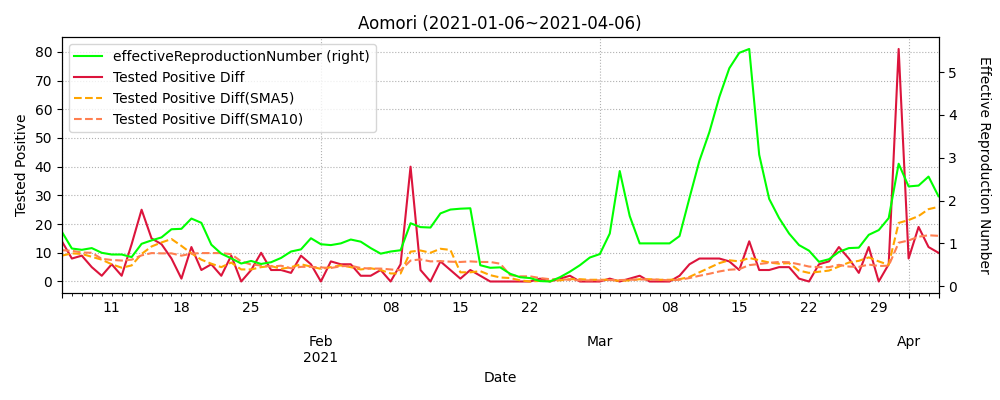 Aomori (2021-01-06~2021-04-06)
effectiveReproductionNumber (right)
Tested Positive Diff
Tested Positive Diff(SMA5)
Tested Positive Diff(SMA10)
Tested Positive
80
70
60
50
40
30
20
10
0
5
4
3
2
1
0
Effective Reproduction Number
11 18 25 08 15 22 08 15 22 29
Feb Mar Apr
2021
Date